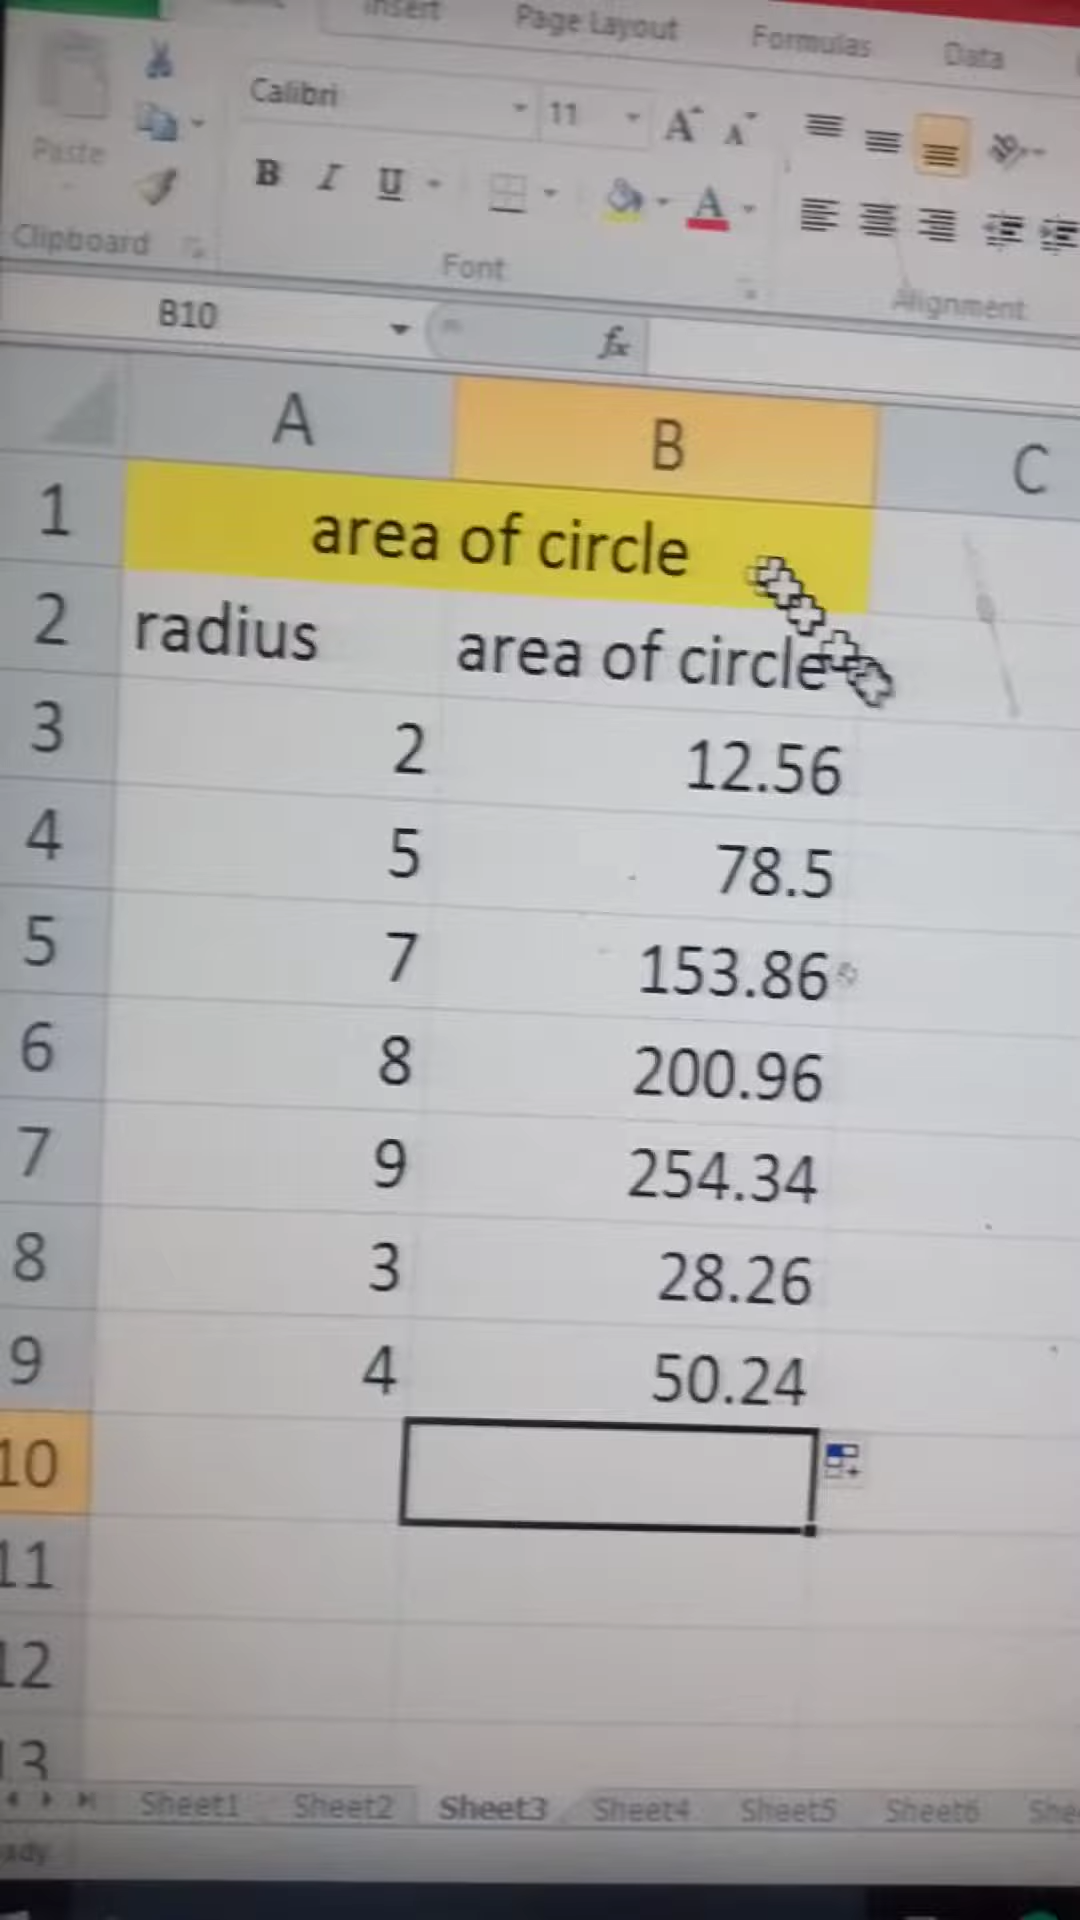 Insert Page Layout Formulas Data
Calibri 11
Paste
B I U A
Clipboard Font Alignment
B10 fx
A B C
1 area of circle
2 radius area of circle
3 2 12.56
4 5 78.5
5 7 153.86
6 8 200.96
7 9 254.34
8 3 28.26
9 4 50.24
10
11
12
13
Sheet1 Sheet2 Sheet3 Sheet4 Sheet5 Sheet6